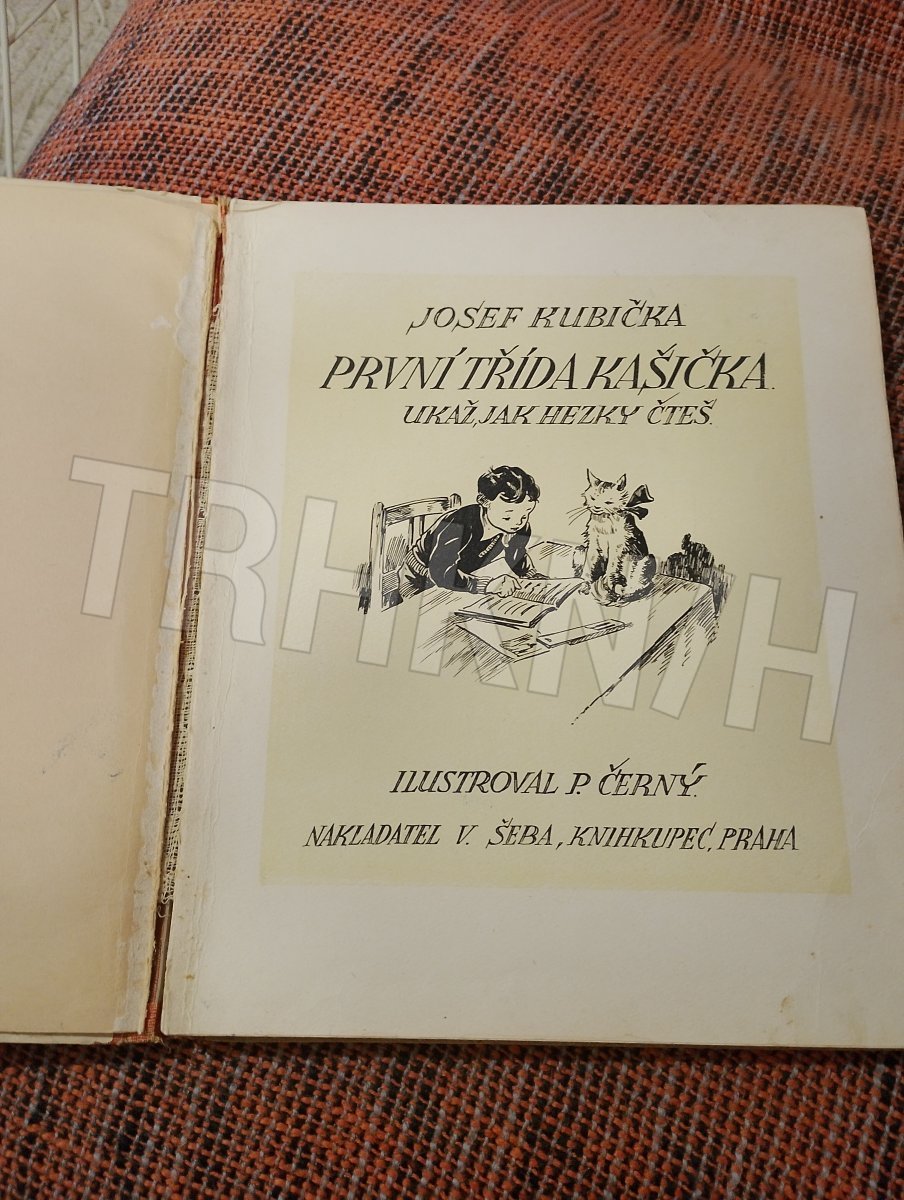 JOSEF KUBIČKA
PRVNÍ TŘÍDA KAŠIČKA.
UKAŽ, JAK HEZKY ČTEŠ.
TRHKNIH
ILUSTROVAL P. ČERNÝ.
NAKLADATEL V. ŠEBA, KNIHKUPEC, PRAHA